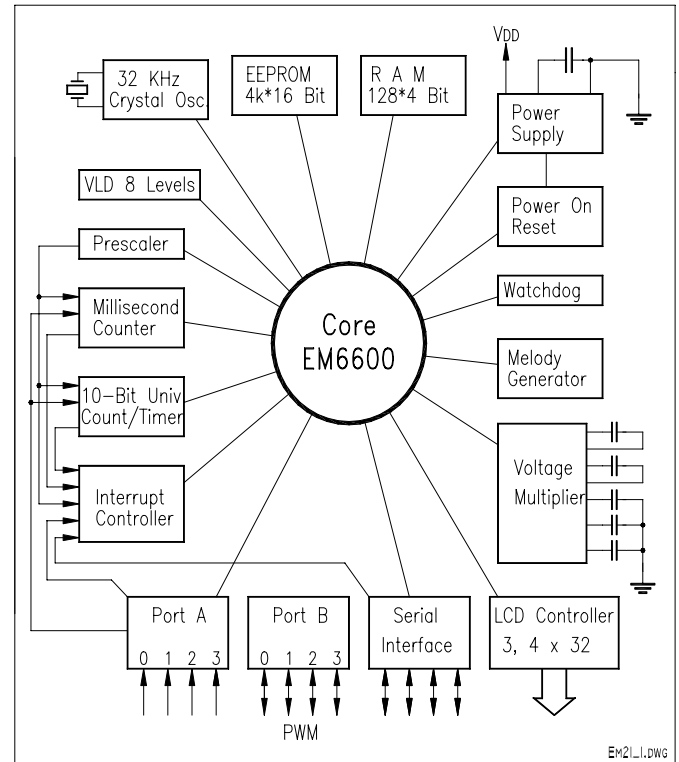 VDD
32 KHz
Crystal Osc.
EEPROM
4k*16 Bit
R A M
128*4 Bit
Power
Supply
VLD 8 Levels
Power On
Reset
Prescaler
Watchdog
Millisecond
Counter
Core
EM6600
Melody
Generator
10-Bit Univ
Count/Timer
Voltage
Multiplier
Interrupt
Controller
Port A
0 1 2 3
Port B
0 1 2 3
PWM
Serial
Interface
LCD Controller
3, 4 x 32
EM21_1.DWG